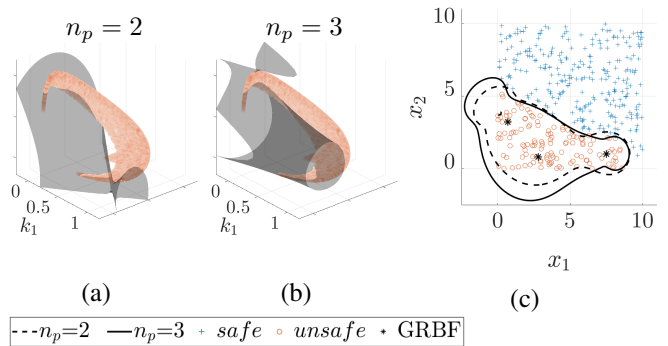 n_p = 2
n_p = 3
0
0.5
1
k_1
0
0.5
1
k_1
10
5
0
x_2
0
5
10
x_1
(a)
(b)
(c)
n_p=2 n_p=3 safe unsafe GRBF